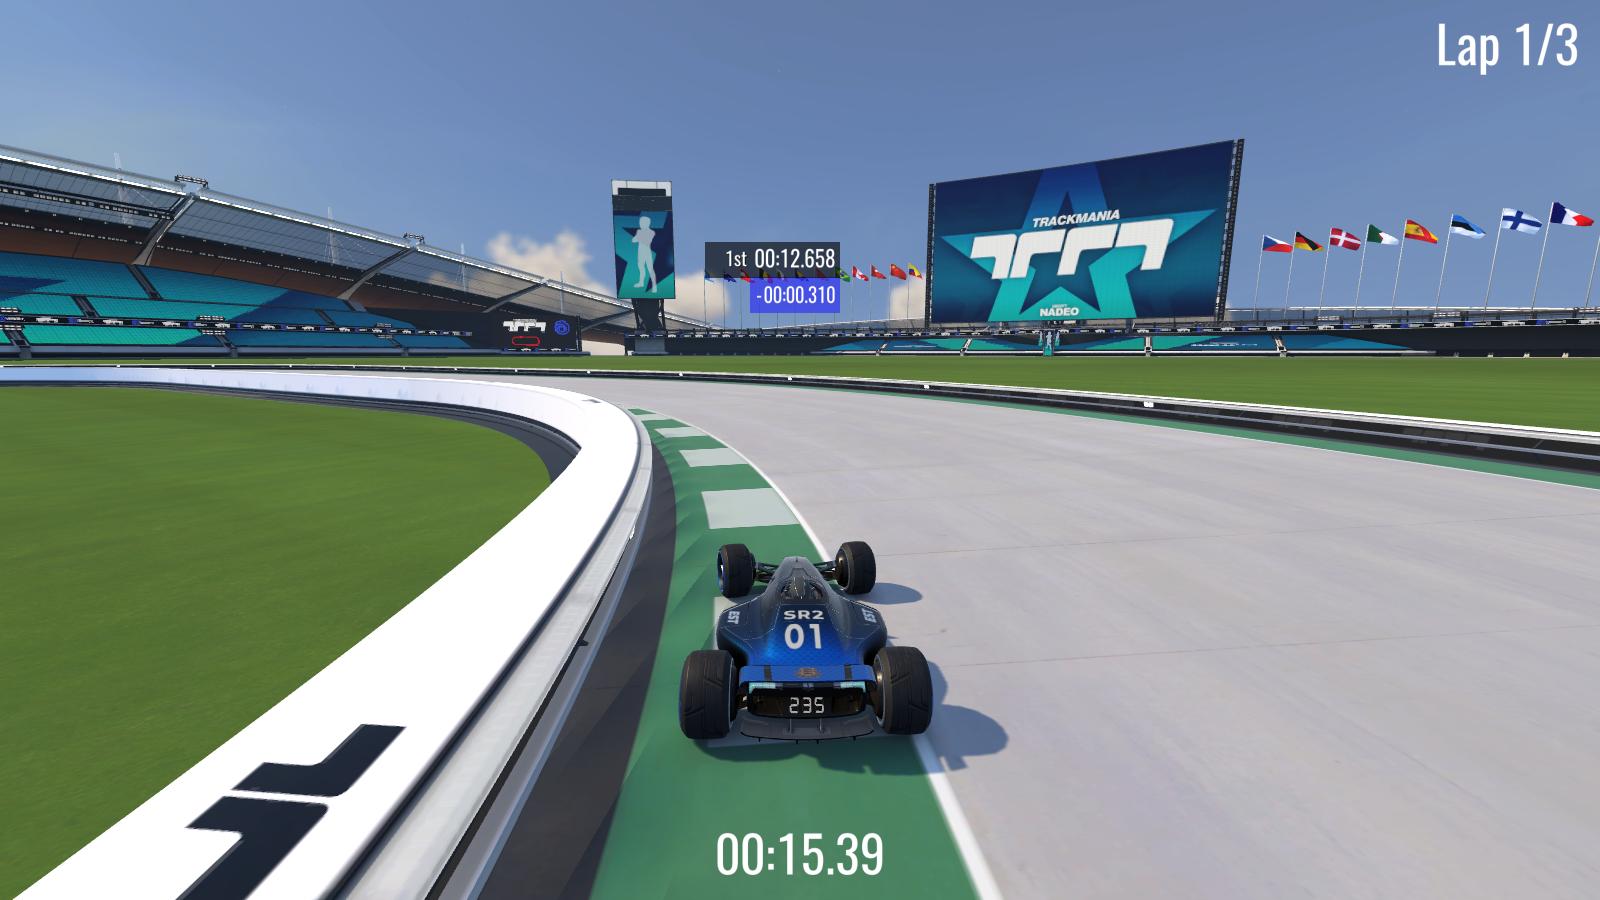 Lap 1/3
TRACKMANIA
NADEO
1st 00:12.658
-00:00.310
SR2
01
EST
EST
235
00:15.39